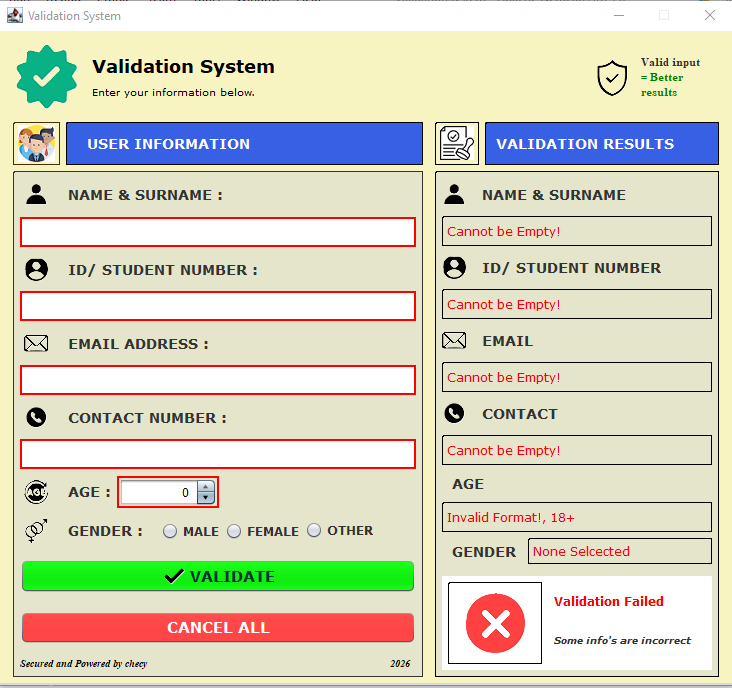 Validation System
Validation System
Enter your information below.
Valid input
= Better
results
USER INFORMATION
NAME & SURNAME :
ID/ STUDENT NUMBER :
EMAIL ADDRESS :
CONTACT NUMBER :
AGE
AGE :
0
GENDER :
MALE
FEMALE
OTHER
VALIDATE
CANCEL ALL
Secured and Powered by checy
2026
VALIDATION RESULTS
NAME & SURNAME
Cannot be Empty!
ID/ STUDENT NUMBER
Cannot be Empty!
EMAIL
Cannot be Empty!
CONTACT
Cannot be Empty!
AGE
Invalid Format!, 18+
GENDER
None Selcected
Validation Failed
Some info's are incorrect